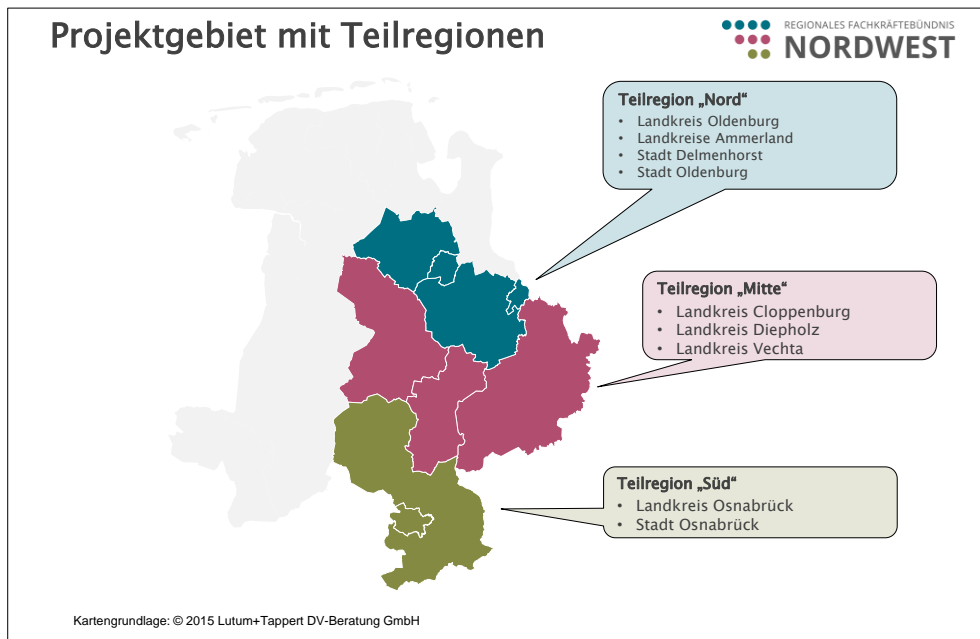 Projektgebiet mit Teilregionen
REGIONALES FACHKRÄFTEBÜNDNIS
NORDWEST
Teilregion „Nord“
• Landkreis Oldenburg
• Landkreise Ammerland
• Stadt Delmenhorst
• Stadt Oldenburg
Teilregion „Mitte“
• Landkreis Cloppenburg
• Landkreis Diepholz
• Landkreis Vechta
Teilregion „Süd“
• Landkreis Osnabrück
• Stadt Osnabrück
Kartengrundlage: © 2015 Lutum+Tappert DV-Beratung GmbH